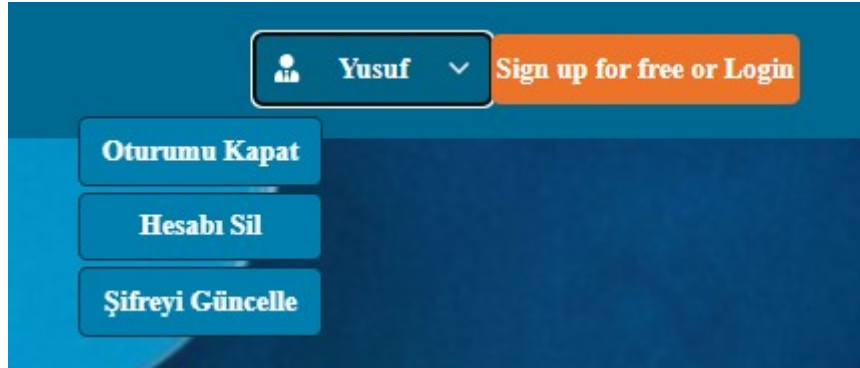 Yusuf
Sign up for free or Login
Oturumu Kapat
Hesabı Sil
Şifreyi Güncelle